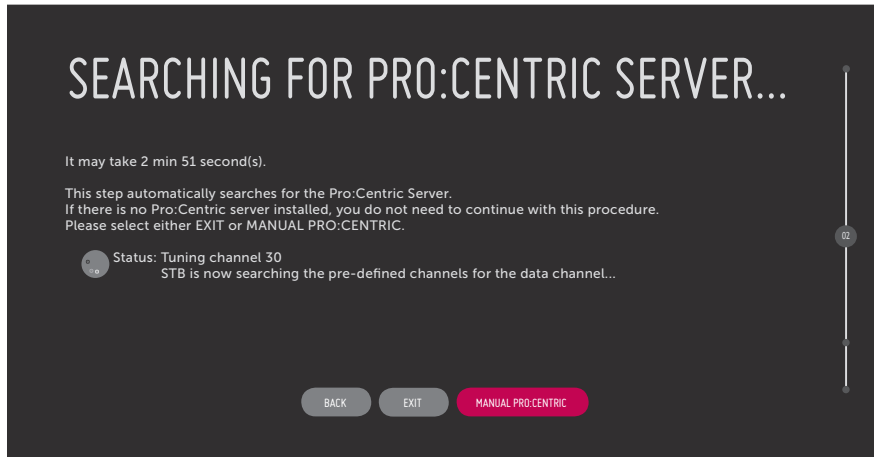 SEARCHING FOR PRO:CENTRIC SERVER...
It may take 2 min 51 second(s).
This step automatically searches for the Pro:Centric Server.
If there is no Pro:Centric server installed, you do not need to continue with this procedure.
Please select either EXIT or MANUAL PRO:CENTRIC.
02
Status: Tuning channel 30
STB is now searching the pre-defined channels for the data channel...
BACK EXIT MANUAL PRO:CENTRIC